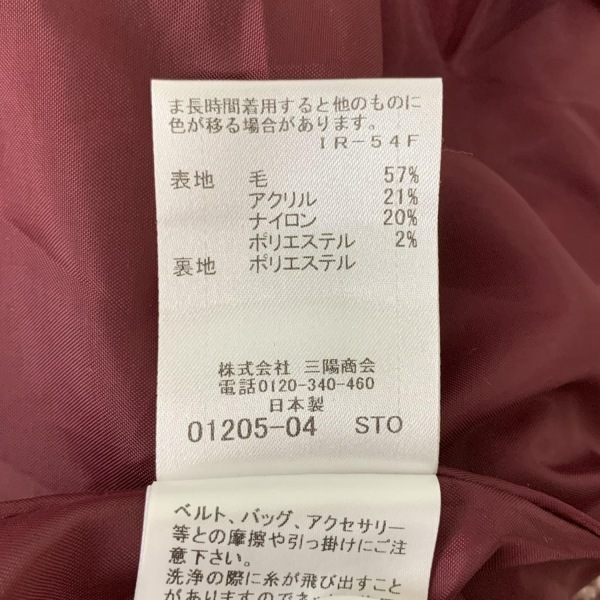 ま長時間着用すると他のものに
色が移る場合があります。
IR-54F
表地 毛 57%
アクリル 21%
ナイロン 20%
ポリエステル 2%
裏地 ポリエステル
株式会社 三陽商会
電話0120-340-460
日本製
01205-04 STO
ベルト、バッグ、アクセサリー
等との摩擦や引っ掛けにご注
意下さい。
洗浄の際に糸が飛び出すこと
がありますのでネット